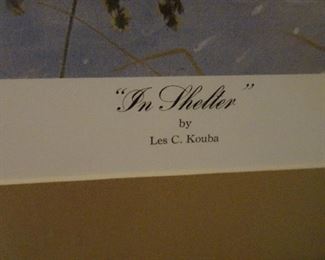 "In Shelter"
by
Les C. Kouba